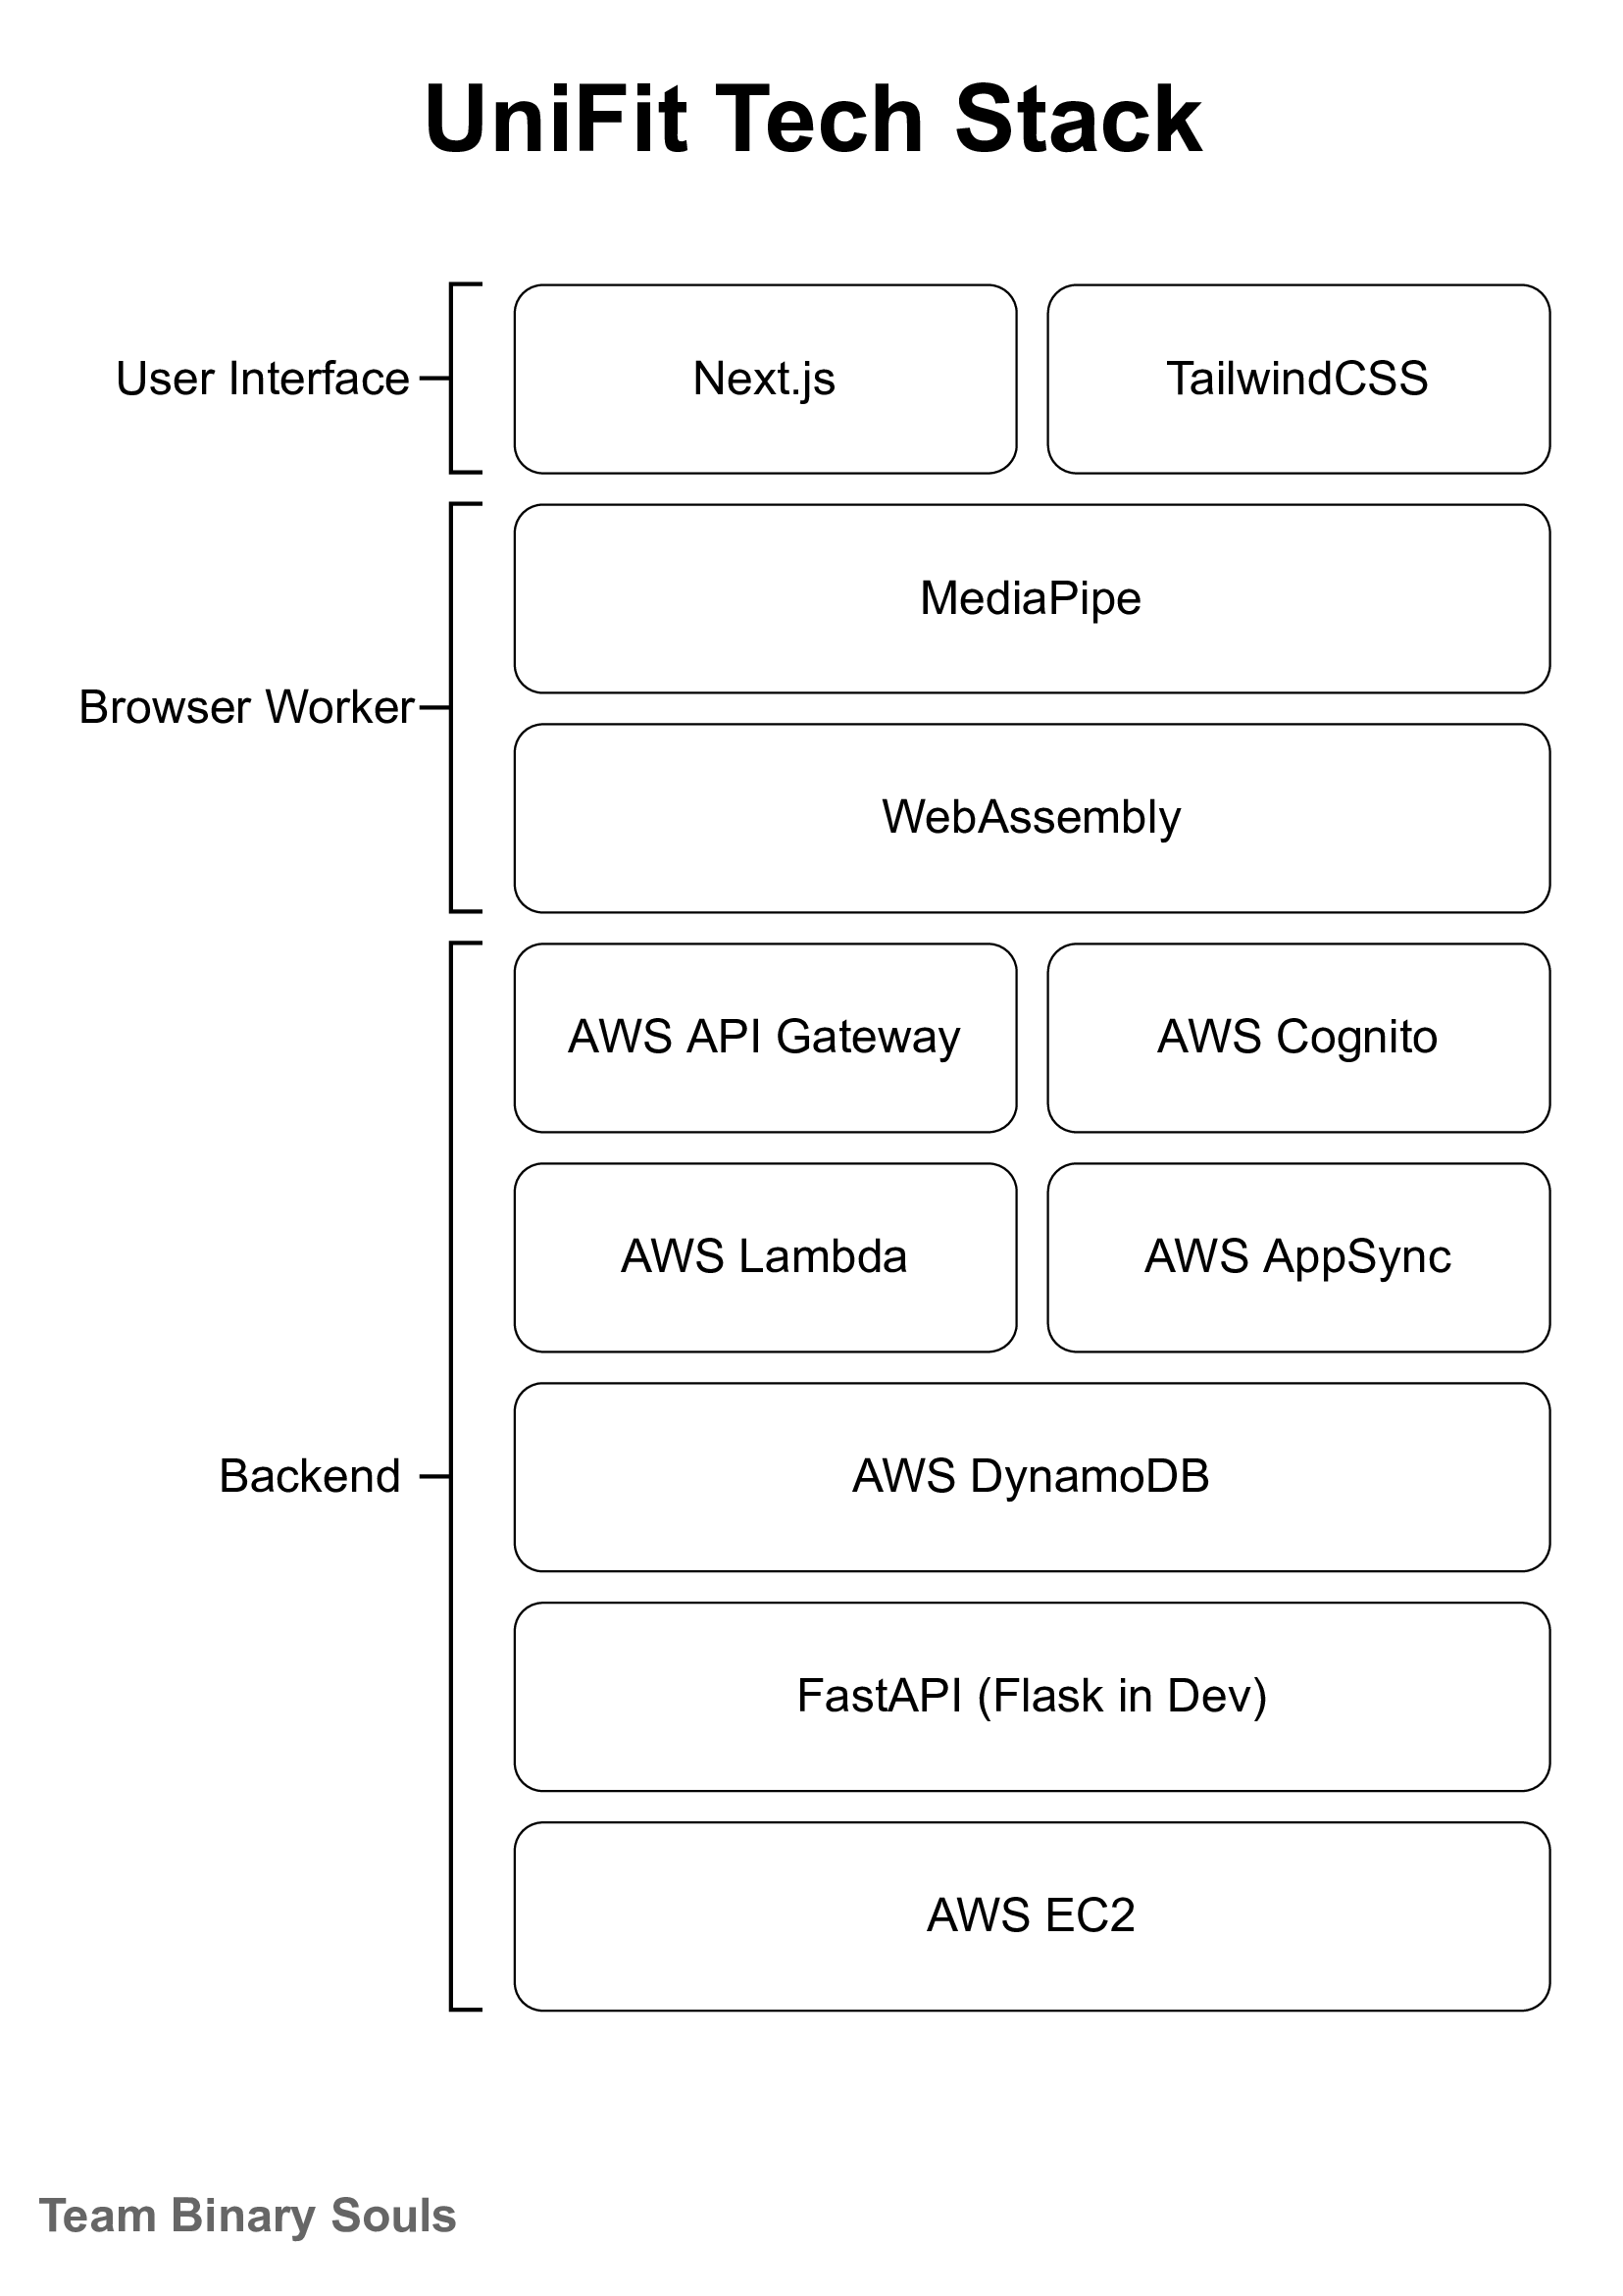 UniFit Tech Stack
User Interface
Next.js
TailwindCSS
Browser Worker
MediaPipe
WebAssembly
Backend
AWS API Gateway
AWS Cognito
AWS Lambda
AWS AppSync
AWS DynamoDB
FastAPI (Flask in Dev)
AWS EC2
Team Binary Souls